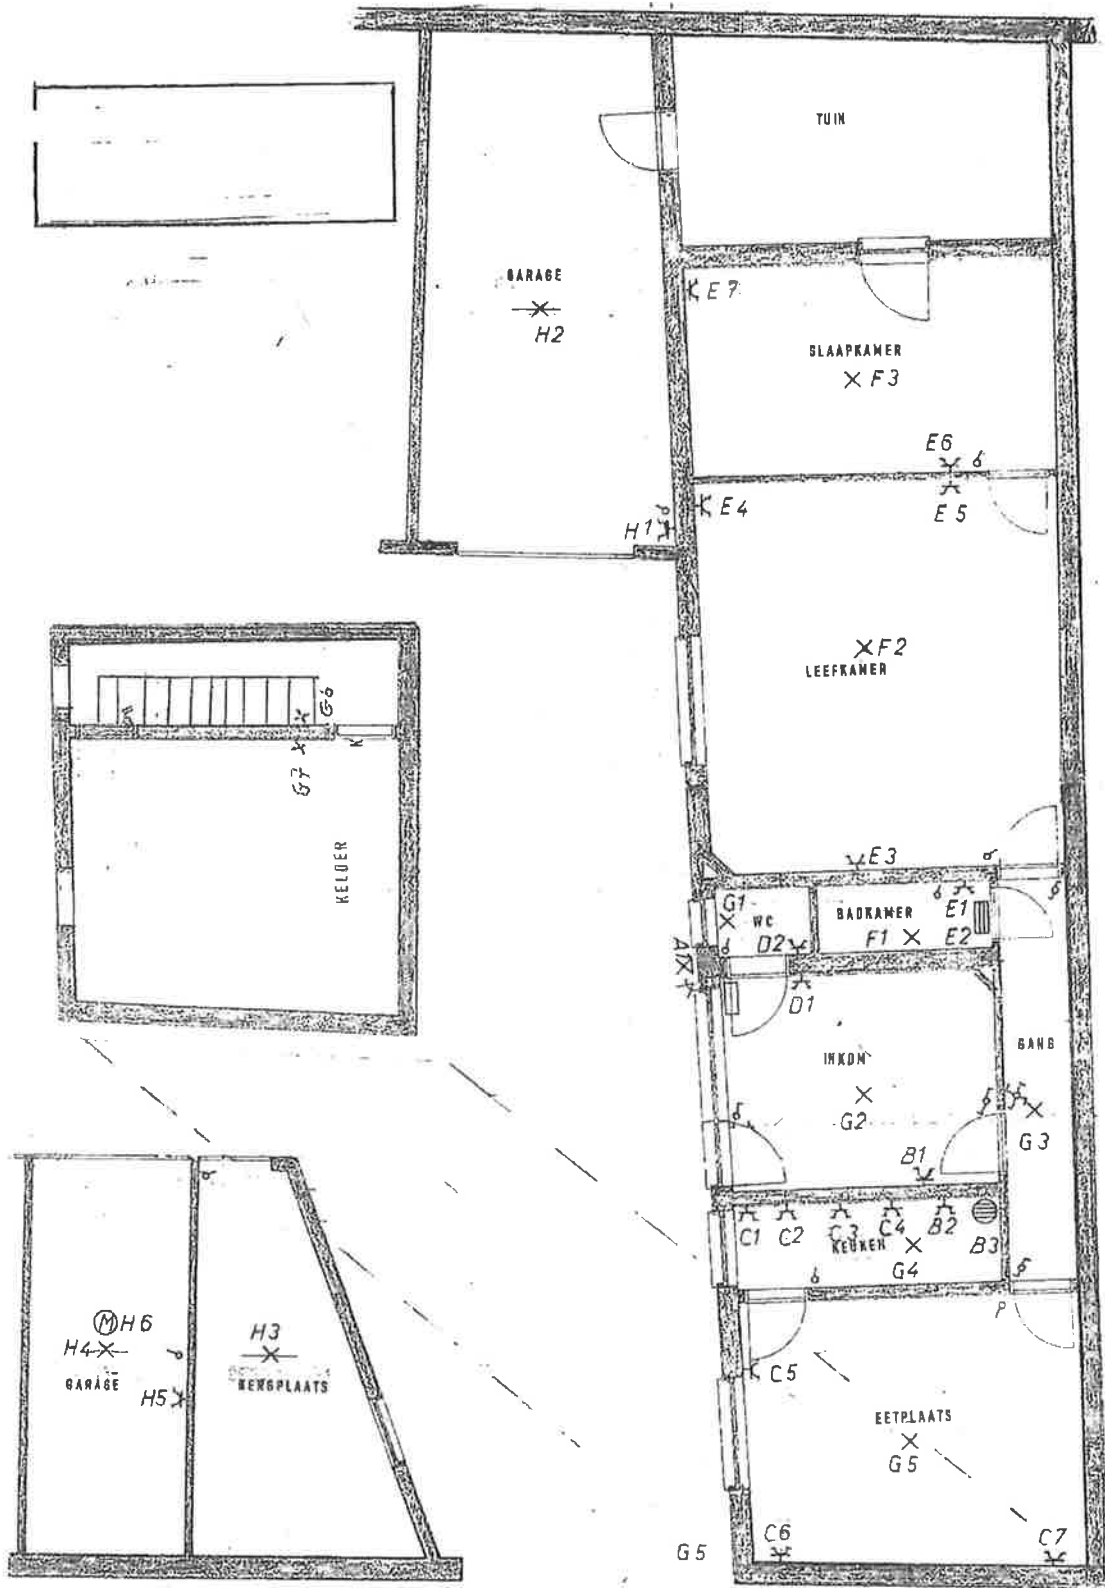 TUIN
GARAGE
H2
E7
SLAAPKAMER
F3
E6
E5
E4
H1
F2
LEEFKAMER
G6
G7
KELDER
E3
G1
WC
D2
BADKAMER
F1
E1
E2
D1
INKOM
G2
GANG
G3
B1
C1
C2
C3
C4
B2
B3
KEUKEN
G4
H6
H4
GARAGE
H5
H3
BERGPLAATS
C5
EETPLAATS
G5
C6
C7
G5
M